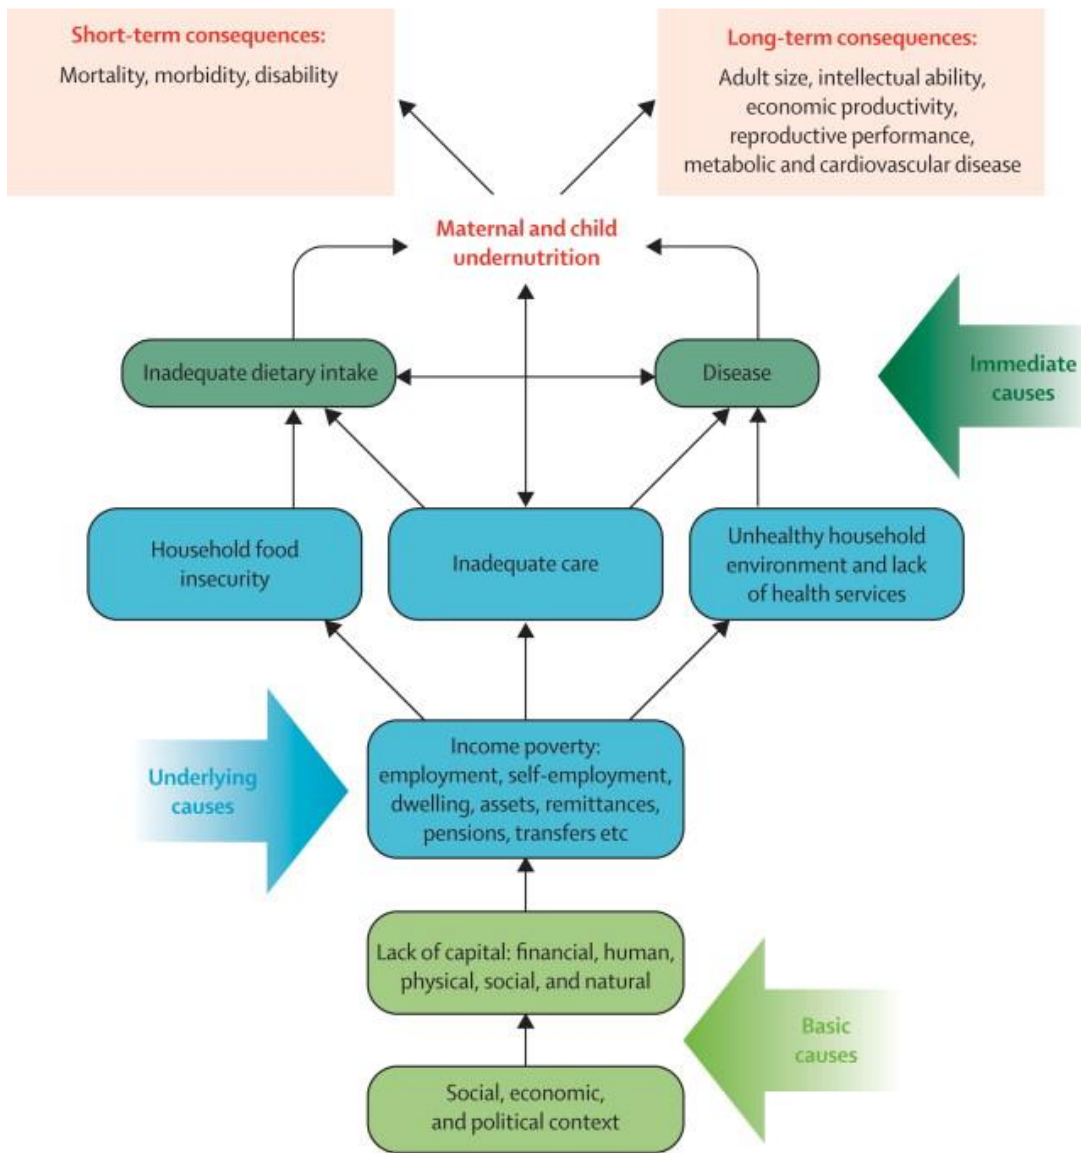 Short-term consequences:
Mortality, morbidity, disability
Long-term consequences:
Adult size, intellectual ability,
economic productivity,
reproductive performance,
metabolic and cardiovascular disease
Maternal and child
undernutrition
Inadequate dietary intake
Disease
Immediate
causes
Household food
insecurity
Inadequate care
Unhealthy household
environment and lack
of health services
Underlying
causes
Income poverty:
employment, self-employment,
dwelling, assets, remittances,
pensions, transfers etc
Lack of capital: financial, human,
physical, social, and natural
Basic
causes
Social, economic,
and political context